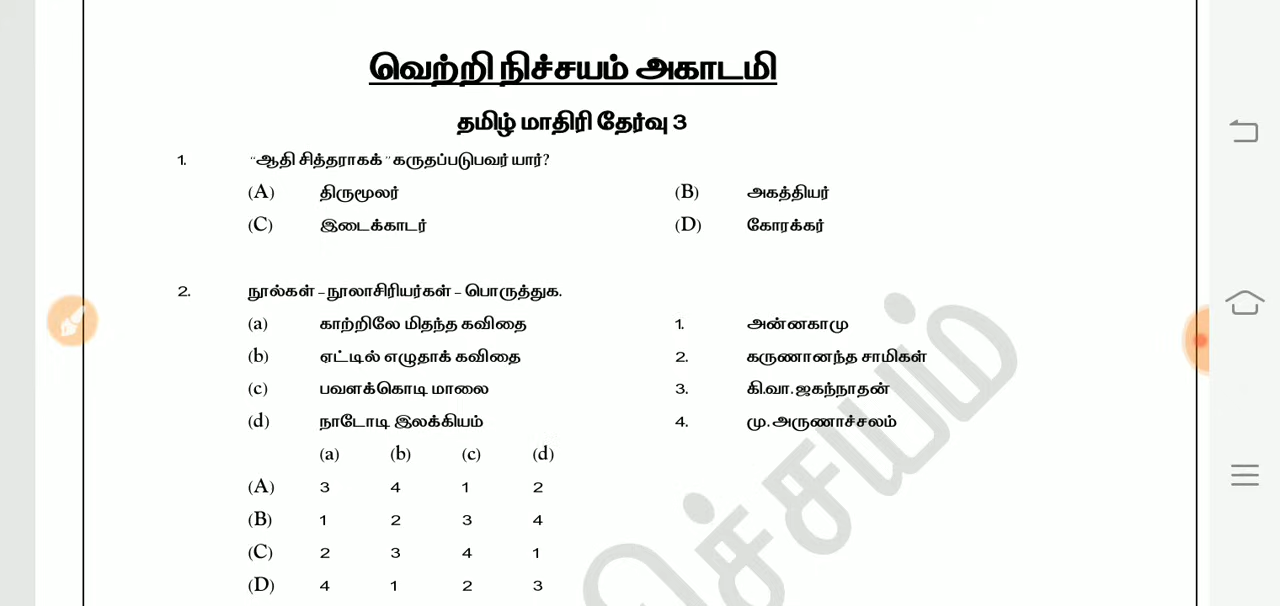 வெற்றி நிச்சயம் அகாடமி
தமிழ் மாதிரி தேர்வு 3
1. "ஆதி சித்தராகக் " கருதப்படுபவர் யார்?
(A) திருமூலர் (B) அகத்தியர்
(C) இடைக்காடர் (D) கோரக்கர்
2. நூல்கள் – நூலாசிரியர்கள் – பொருத்துக.
(a) காற்றிலே மிதந்த கவிதை 1. அன்னகாமு
(b) ஏட்டில் எழுதாக் கவிதை 2. கருணானந்த சாமிகள்
(c) பவளக்கொடி மாலை 3. கி.வா. ஜகந்நாதன்
(d) நாடோடி இலக்கியம் 4. மு. அருணாச்சலம்
(a) (b) (c) (d)
(A) 3 4 1 2
(B) 1 2 3 4
(C) 2 3 4 1
(D) 4 1 2 3